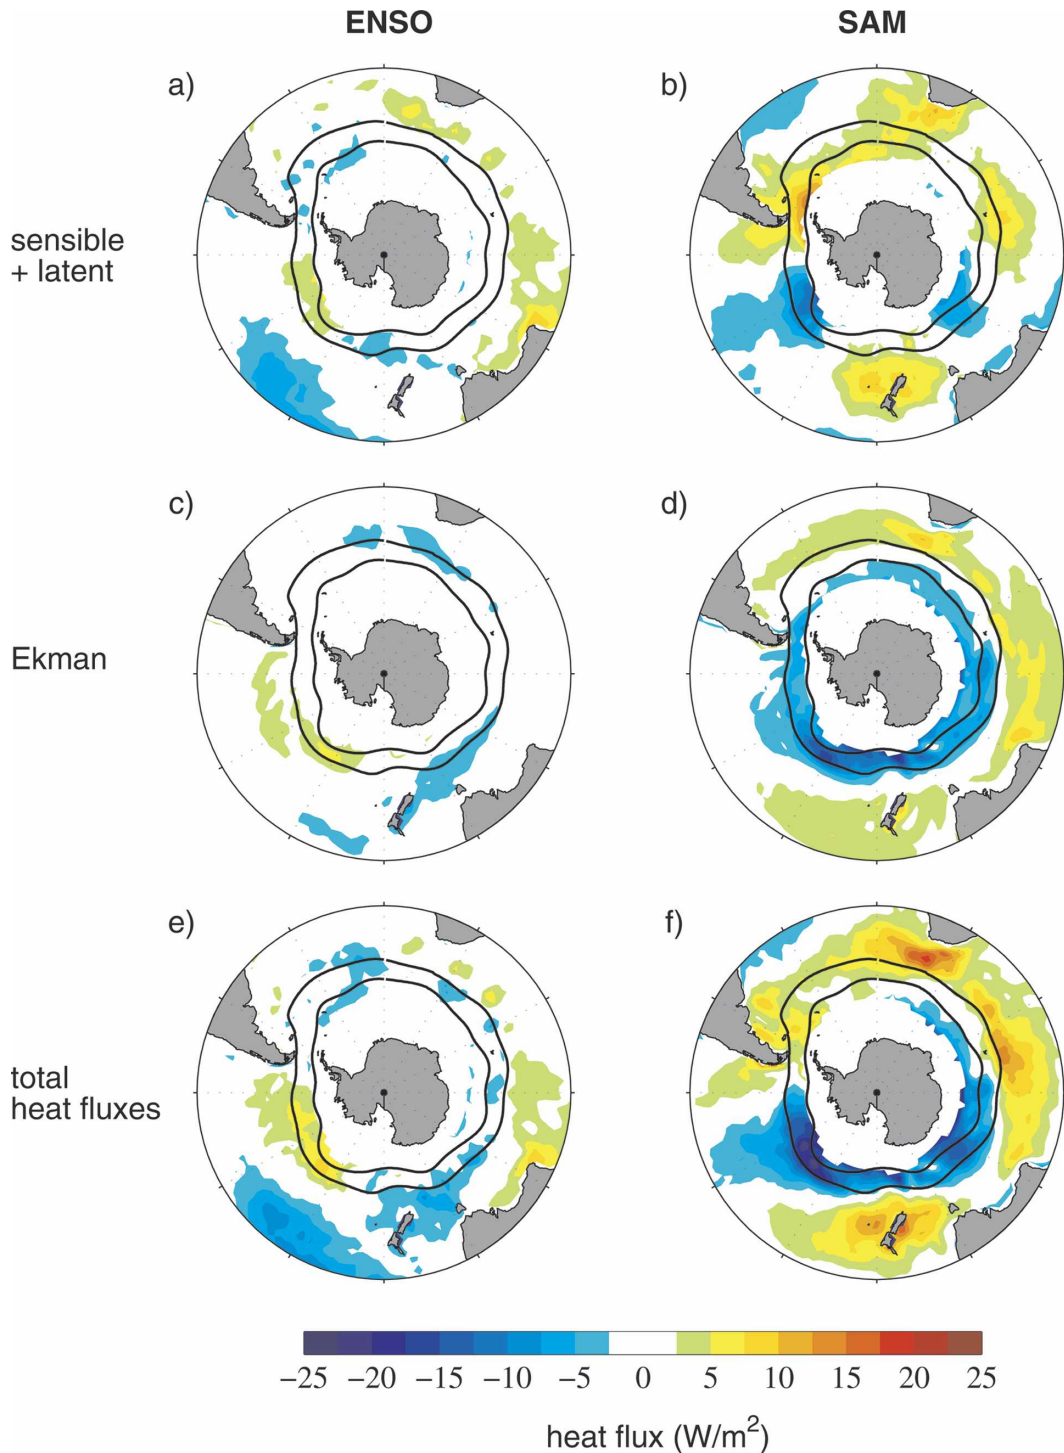 ENSO SAM
a) b)
sensible
+ latent
c) d)
Ekman
e) f)
total
heat fluxes
−25 −20 −15 −10 −5 0 5 10 15 20 25
heat flux (W/m²)